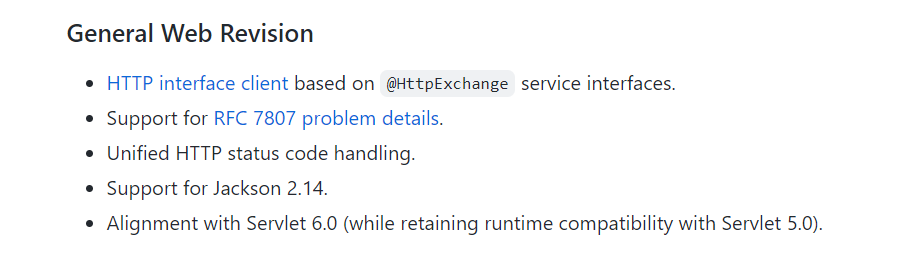 General Web Revision
• HTTP interface client based on @HttpExchange service interfaces.
• Support for RFC 7807 problem details.
• Unified HTTP status code handling.
• Support for Jackson 2.14.
• Alignment with Servlet 6.0 (while retaining runtime compatibility with Servlet 5.0).